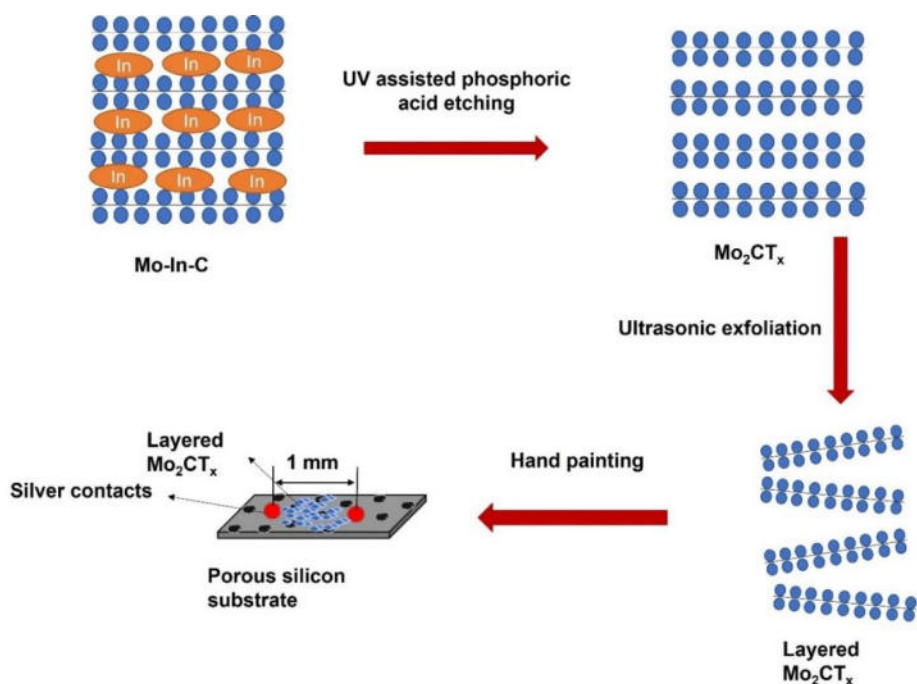 In In In
In In In
In In In
Mo-In-C
UV assisted phosphoric
acid etching
Mo₂CTₓ
Ultrasonic exfoliation
Layered
Mo₂CTₓ
Hand painting
Layered
Mo₂CTₓ
1 mm
Silver contacts
Porous silicon
substrate